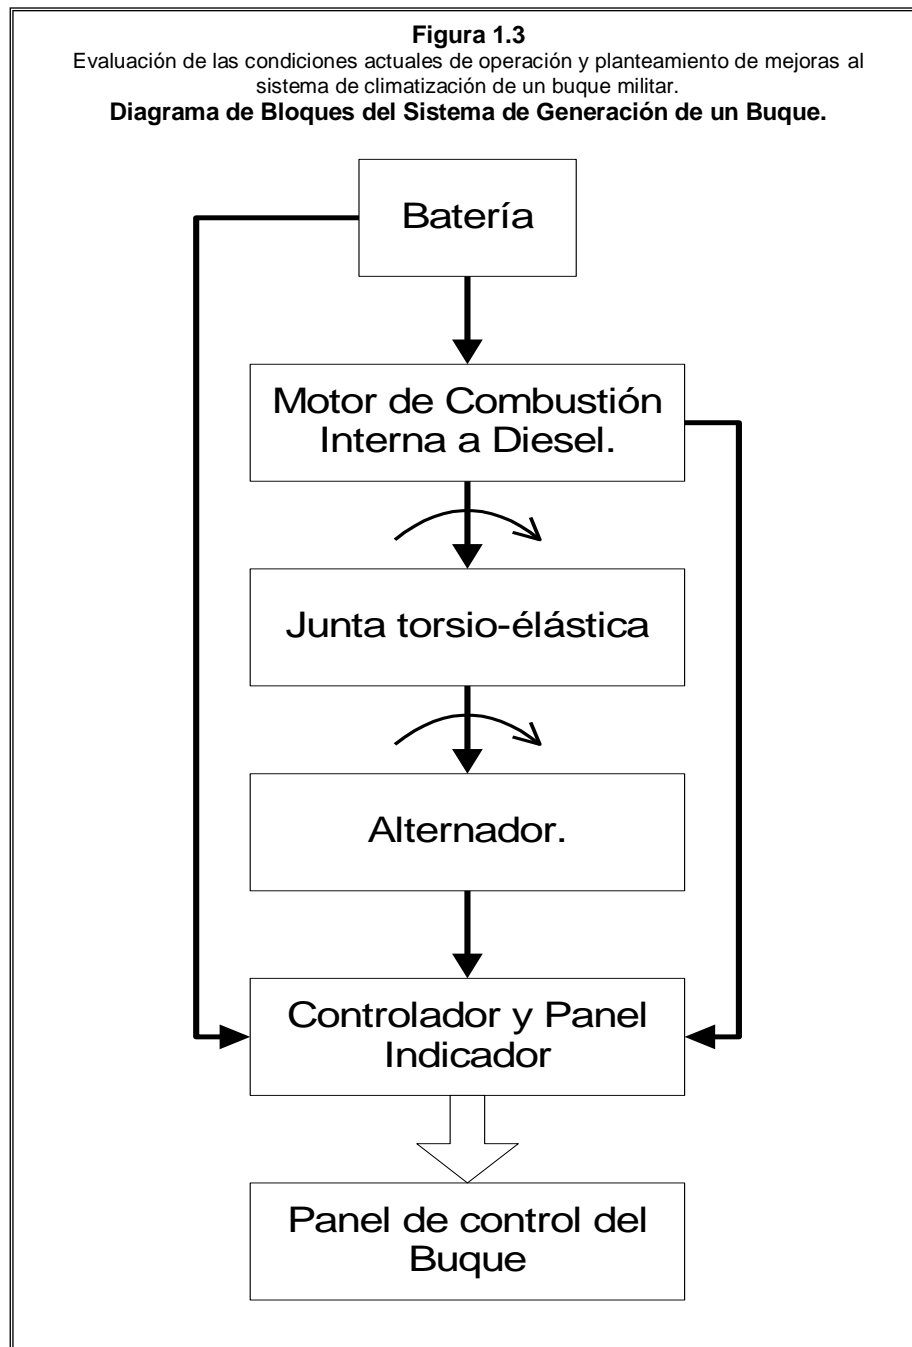 Figura 1.3
Evaluación de las condiciones actuales de operación y planteamiento de mejoras al
sistema de climatización de un buque militar.
Diagrama de Bloques del Sistema de Generación de un Buque.
Batería
Motor de Combustión
Interna a Diesel.
Junta torsio-élástica
Alternador.
Controlador y Panel
Indicador
Panel de control del
Buque